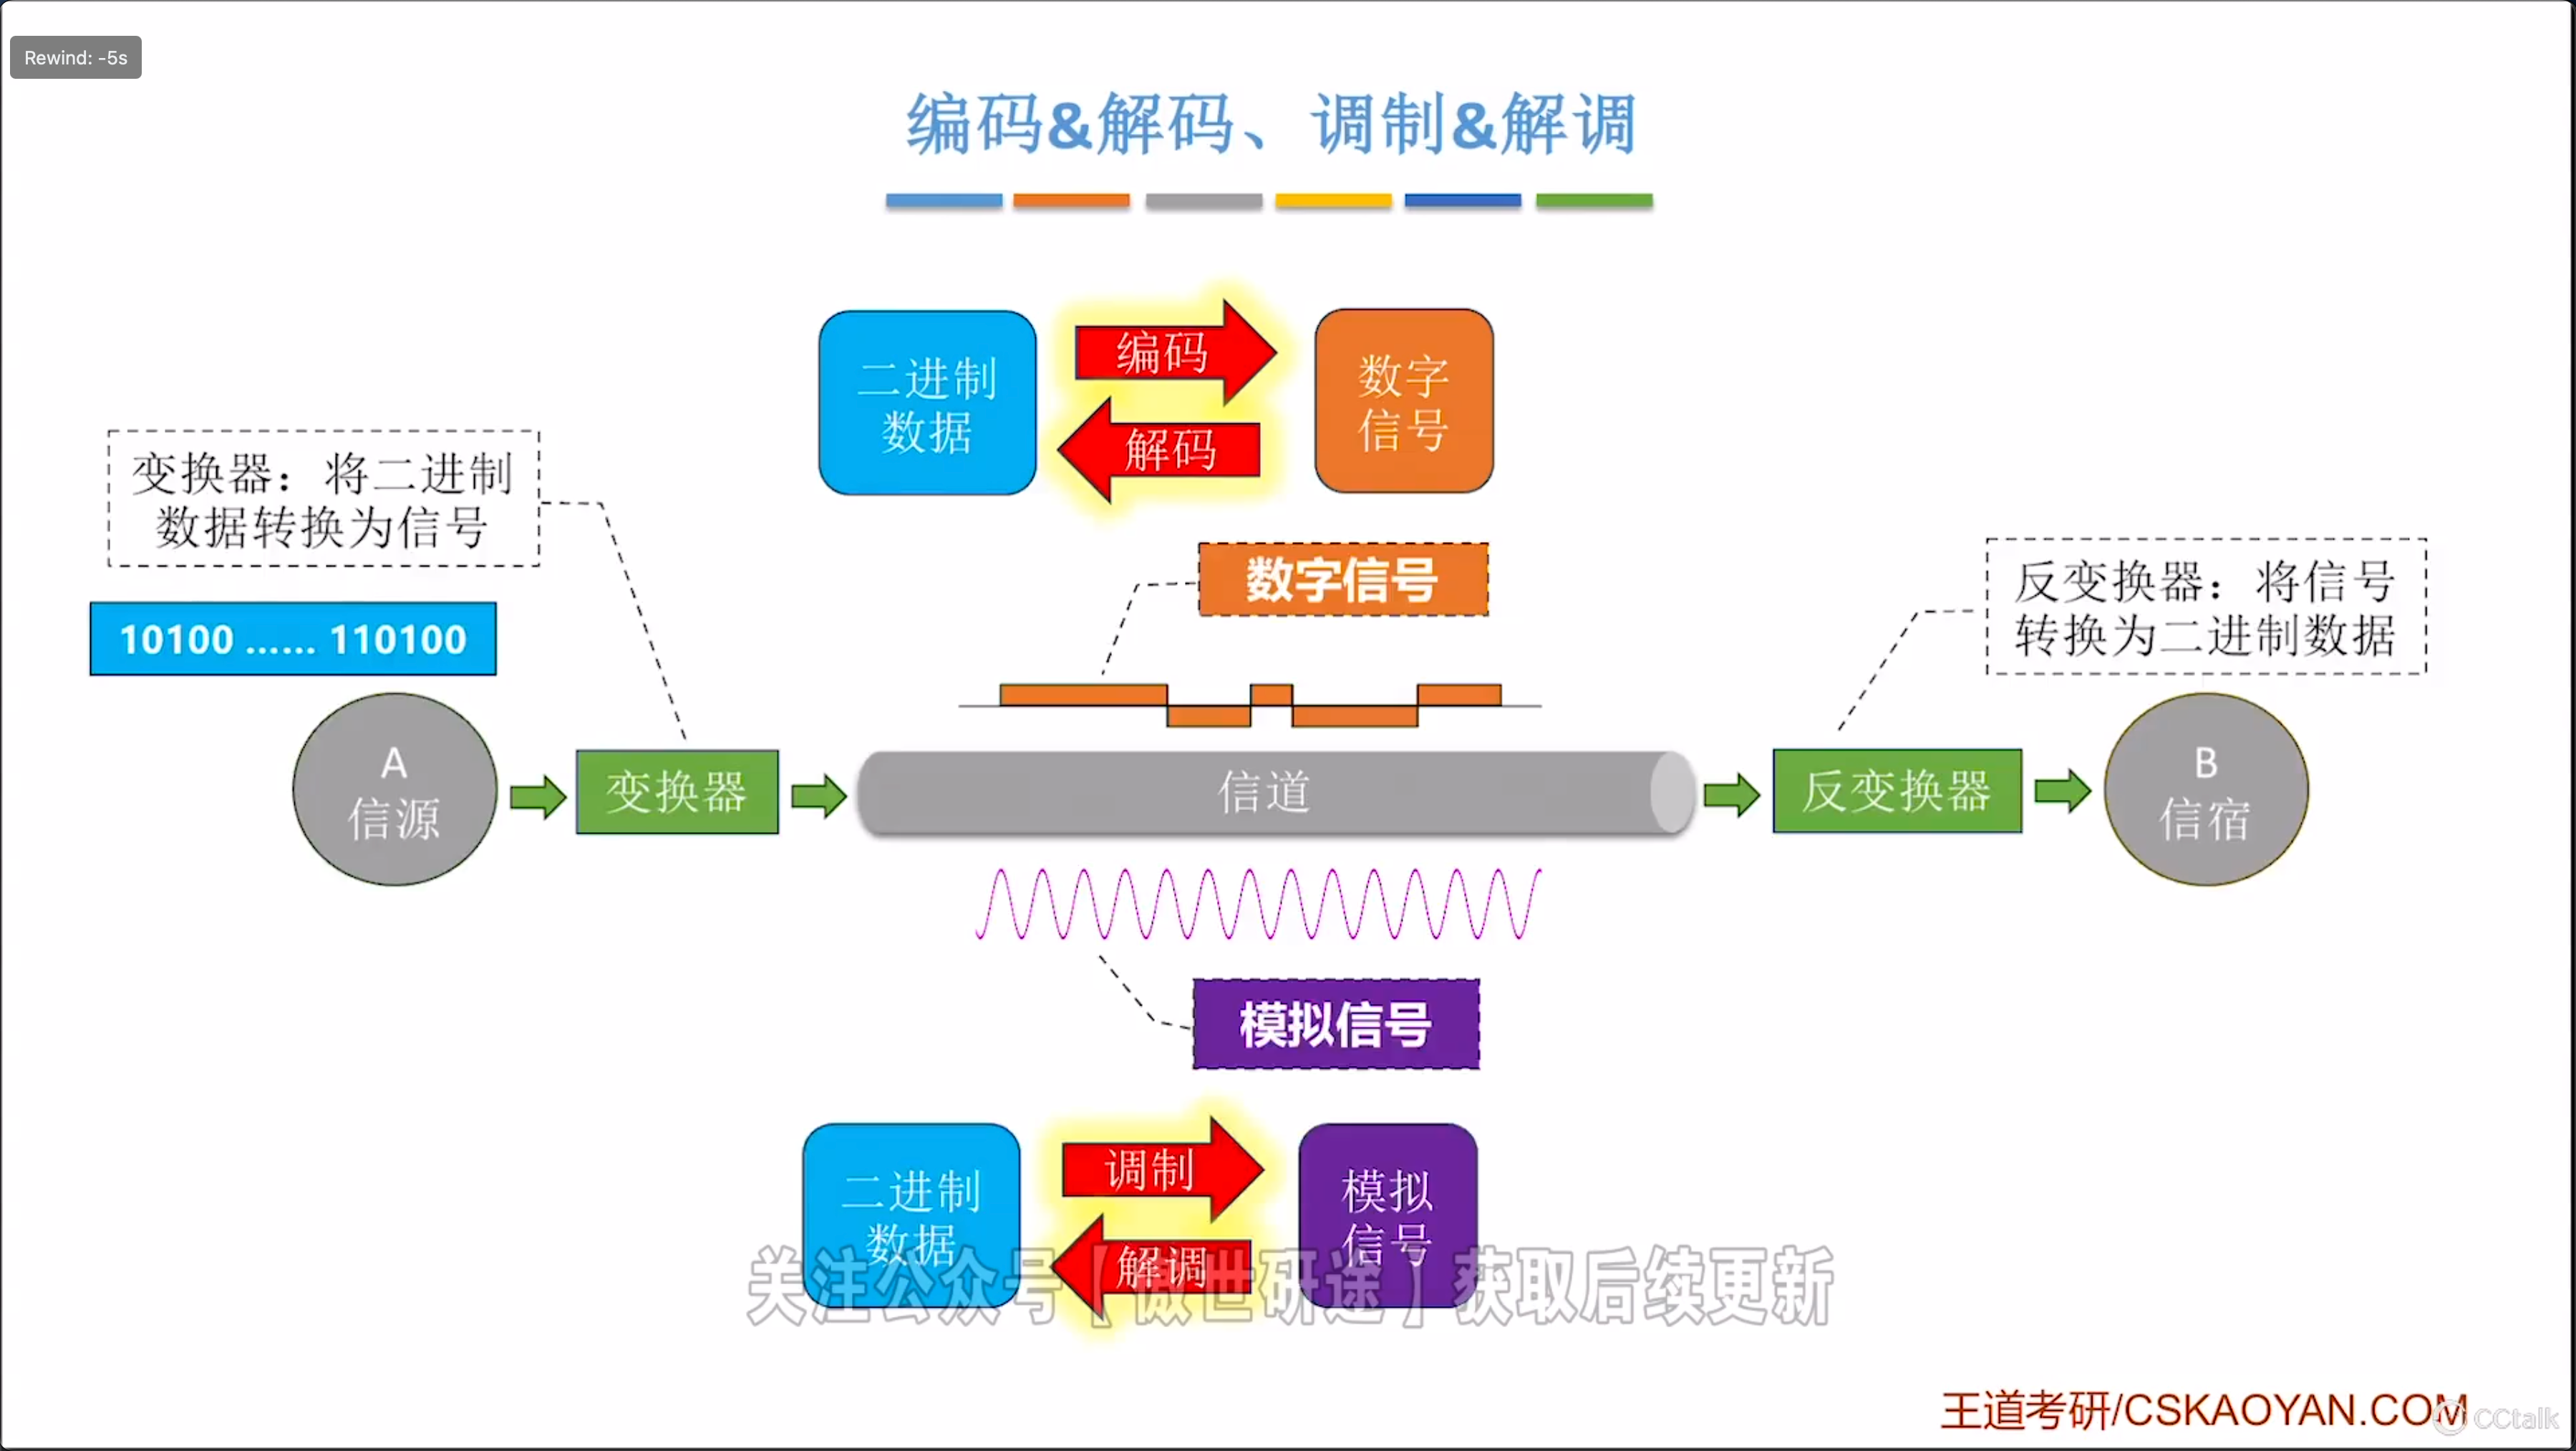 Rewind: -5s
编码&解码、调制&解调
二进制
数据
编码
解码
数字
信号
变换器：将二进制
数据转换为信号
数字信号
反变换器：将信号
转换为二进制数据
10100 ...... 110100
A
信源
变换器
信道
反变换器
B
信宿
模拟信号
二进制
数据
调制
解调
模拟
信号
关注公众号【傲世研途】获取后续更新
王道考研/CSKAOYAN.COM
CCtalk